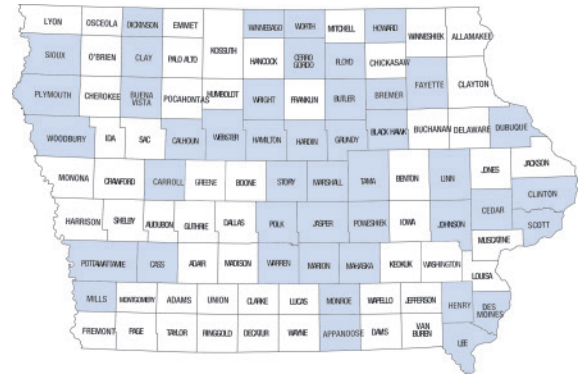 LYON OSCEOLA DICKINSON EMMET WINNEBAGO WORTH MITCHELL HOWARD WINNESHIEK ALLAMAKEE
KOSSUTH
SIOUX O'BRIEN CLAY PALO ALTO HANCOCK CERRO GORDO FLOYD CHICKASAW
FAYETTE CLAYTON
PLYMOUTH CHEROKEE BUENA VISTA POCAHONTAS HUMBOLDT WRIGHT FRANKLIN BUTLER BREMER
WOODBURY IDA SAC CALHOUN WEBSTER HAMILTON HARDIN GRUNDY BLACK HAWK BUCHANAN DELAWARE DUBUQUE
JONES JACKSON
MONONA CRAWFORD CARROLL GREENE BOONE STORY MARSHALL TAMA BENTON LINN
CLINTON
CEDAR
HARRISON SHELBY AUDUBON GUTHRIE DALLAS POLK JASPER POWESHIEK IOWA JOHNSON SCOTT
MUSCATINE
POTTAWATTAMIE CASS ADAIR MADISON WARREN MARION MAHASKA KEOKUK WASHINGTON
LOUISA
MILLS MONTGOMERY ADAMS UNION CLARKE LUCAS MONROE WAPELLO JEFFERSON HENRY DES MOINES
FREMONT PAGE TAYLOR RINGGOLD DECATUR WAYNE APPANOOSE DAVIS VAN BUREN
LEE